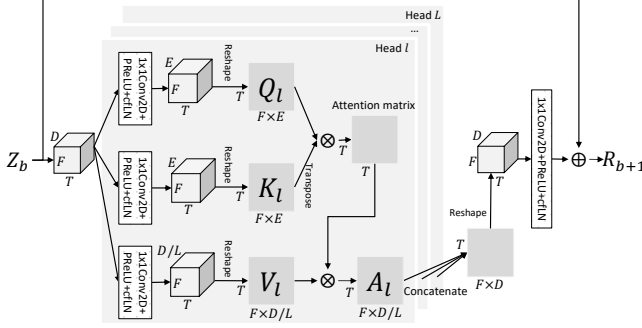 Head L
...
Head l
1x1Conv2D+
PReLU+cfLN
E
F
T
Reshape
T
Q_l
F×E
Attention matrix
⊗
T
T
D
F
T
Z_b
1x1Conv2D+
PReLU+cfLN
E
F
T
Reshape
T
K_l
F×E
Transpose
1x1Conv2D+
PReLU+cfLN
D/L
F
T
Reshape
T
V_l
F×D/L
⊗
T
A_l
F×D/L
Concatenate
T
F×D
Reshape
D
F
T
1x1Conv2D+PReLU+cfLN
⊕
R_{b+1}